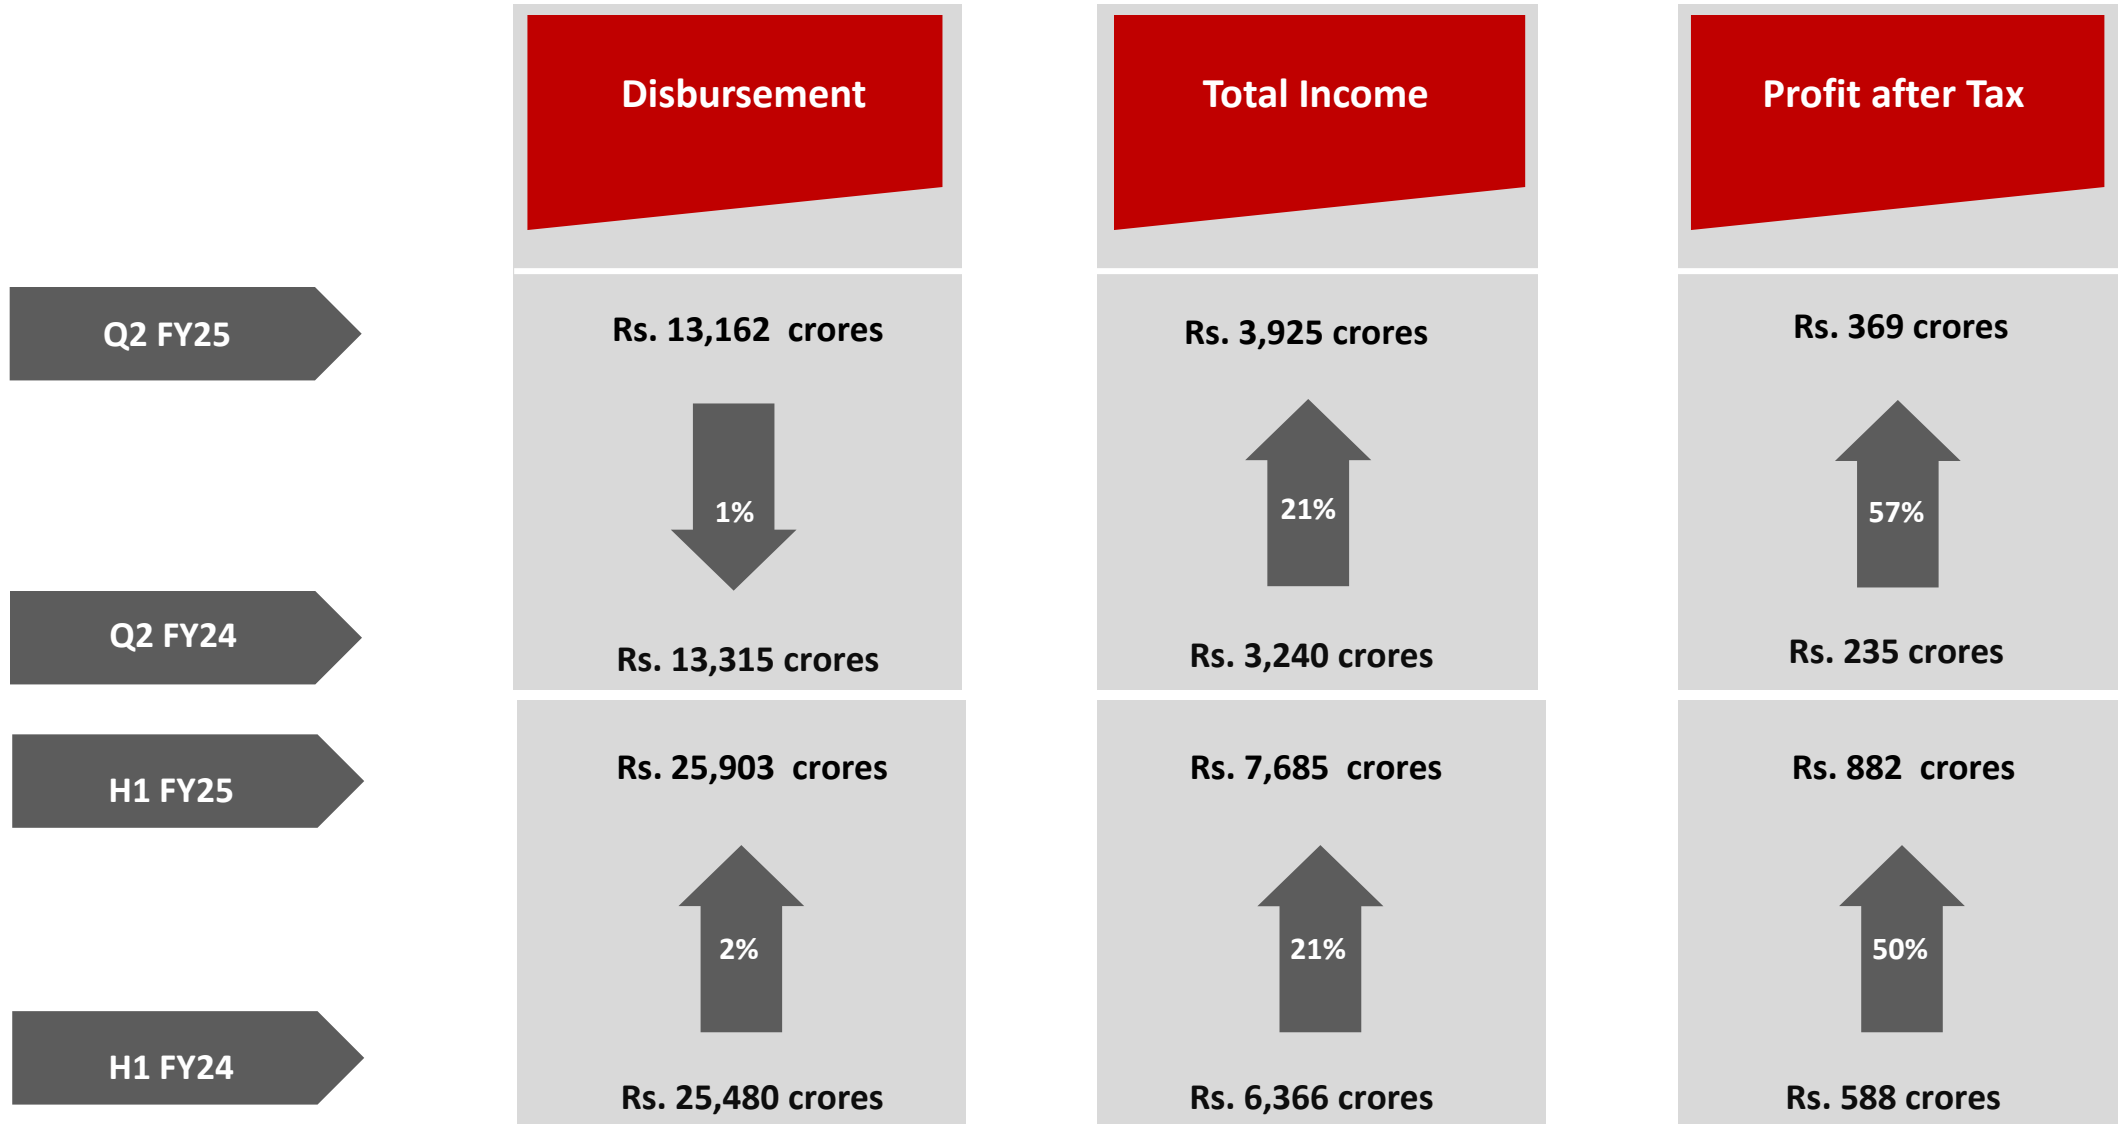 Disbursement
Total Income
Profit after Tax
Q2 FY25
Rs. 13,162 crores
Rs. 3,925 crores
Rs. 369 crores
1%
21%
57%
Q2 FY24
Rs. 13,315 crores
Rs. 3,240 crores
Rs. 235 crores
H1 FY25
Rs. 25,903 crores
Rs. 7,685 crores
Rs. 882 crores
2%
21%
50%
H1 FY24
Rs. 25,480 crores
Rs. 6,366 crores
Rs. 588 crores